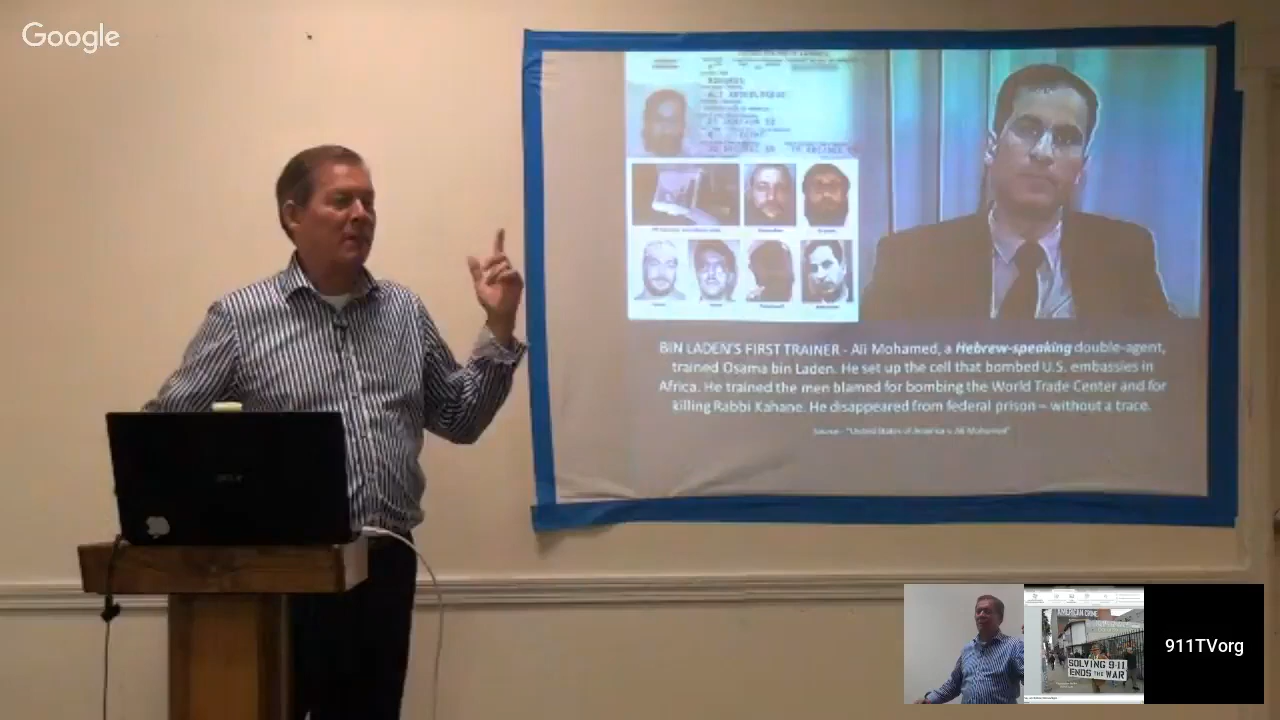 Google
BIN LADEN'S FIRST TRAINER - Ali Mohamed, a Hebrew-speaking double-agent,
trained Osama bin Laden. He set up the cell that bombed U.S. embassies in
Africa. He trained the men blamed for bombing the World Trade Center and for
killing Rabbi Kahane. He disappeared from federal prison – without a trace.
Source - "United States of America v. Ali Mohamed"
acer
AMERICAN CRIME
SOLVING 9-11
ENDS THE WAR
911TVorg